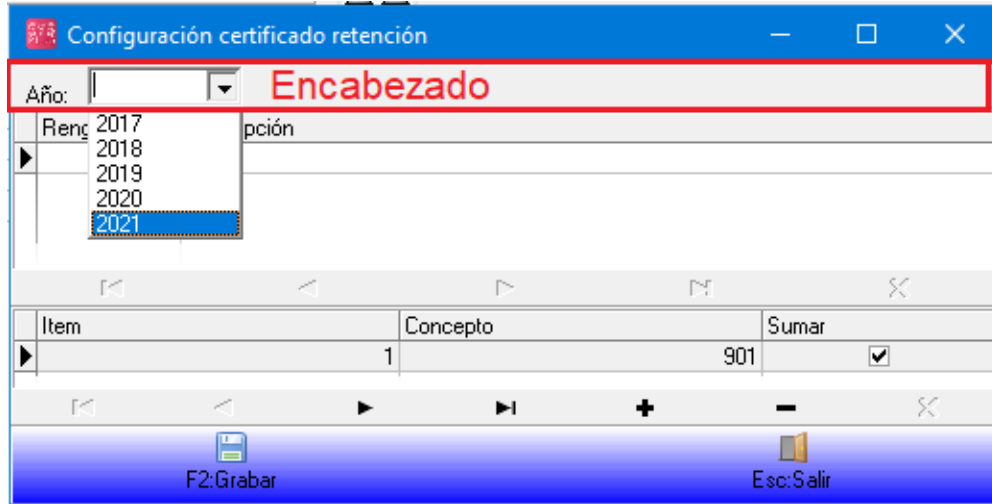 Configuración certificado retención
Año: Encabezado
2017
2018
2019
2020
2021
Reng pción
Item Concepto Sumar
1 901
F2:Grabar Esc:Salir